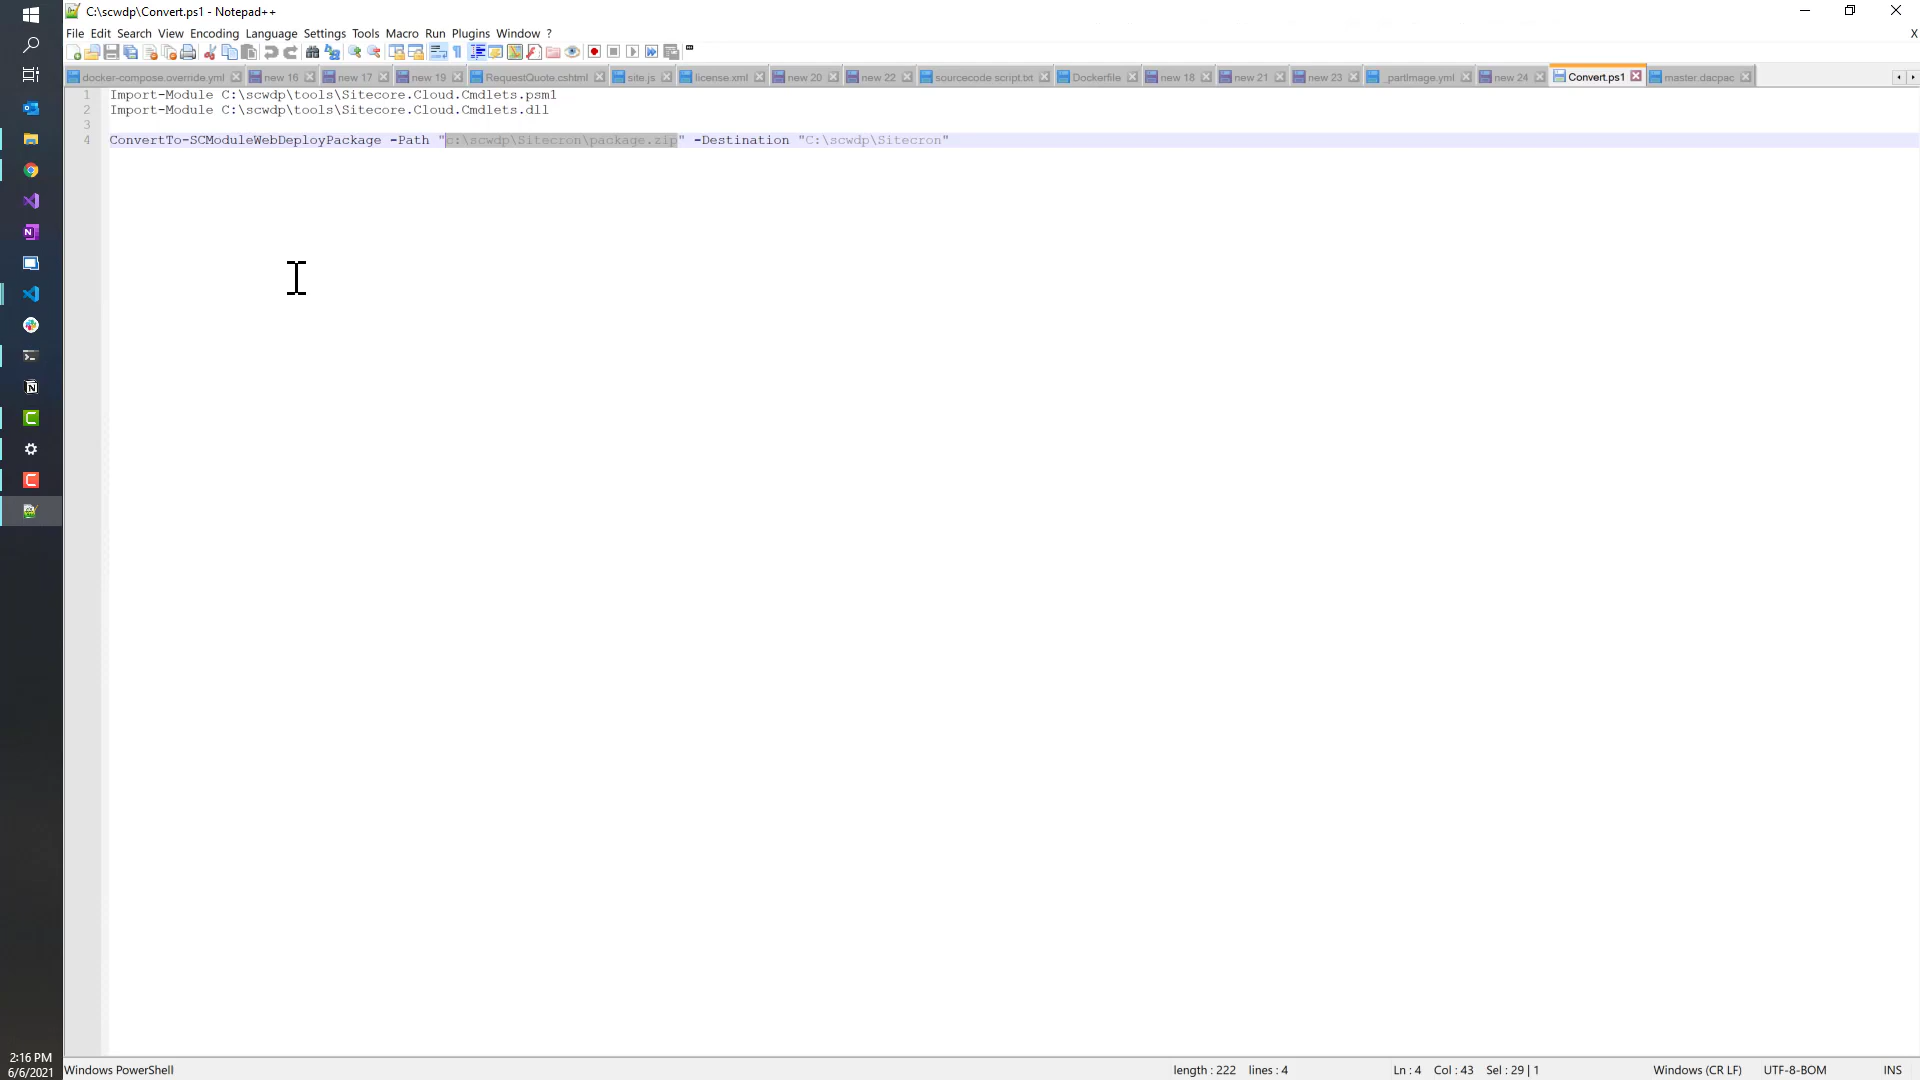 C:\scwdp\Convert.ps1 - Notepad++
File Edit Search View Encoding Language Settings Tools Macro Run Plugins Window ?
X
docker-compose.override.yml new 16 new 17 new 19 RequestQuote.cshtml site.js license.xml new 20 new 22 sourcecode script.txt Dockerfile new 18 new 21 new 23 _partImage.yml new 24 Convert.ps1 master.dacpac
1 Import-Module C:\scwdp\tools\Sitecore.Cloud.Cmdlets.psm1
2 Import-Module C:\scwdp\tools\Sitecore.Cloud.Cmdlets.dll
3
4 ConvertTo-SCModuleWebDeployPackage -Path "c:\scwdp\Sitecron\package.zip" -Destination "C:\scwdp\Sitecron"
2:16 PM
6/6/2021
Windows PowerShell length : 222 lines : 4 Ln : 4 Col : 43 Sel : 29 | 1 Windows (CR LF) UTF-8-BOM INS